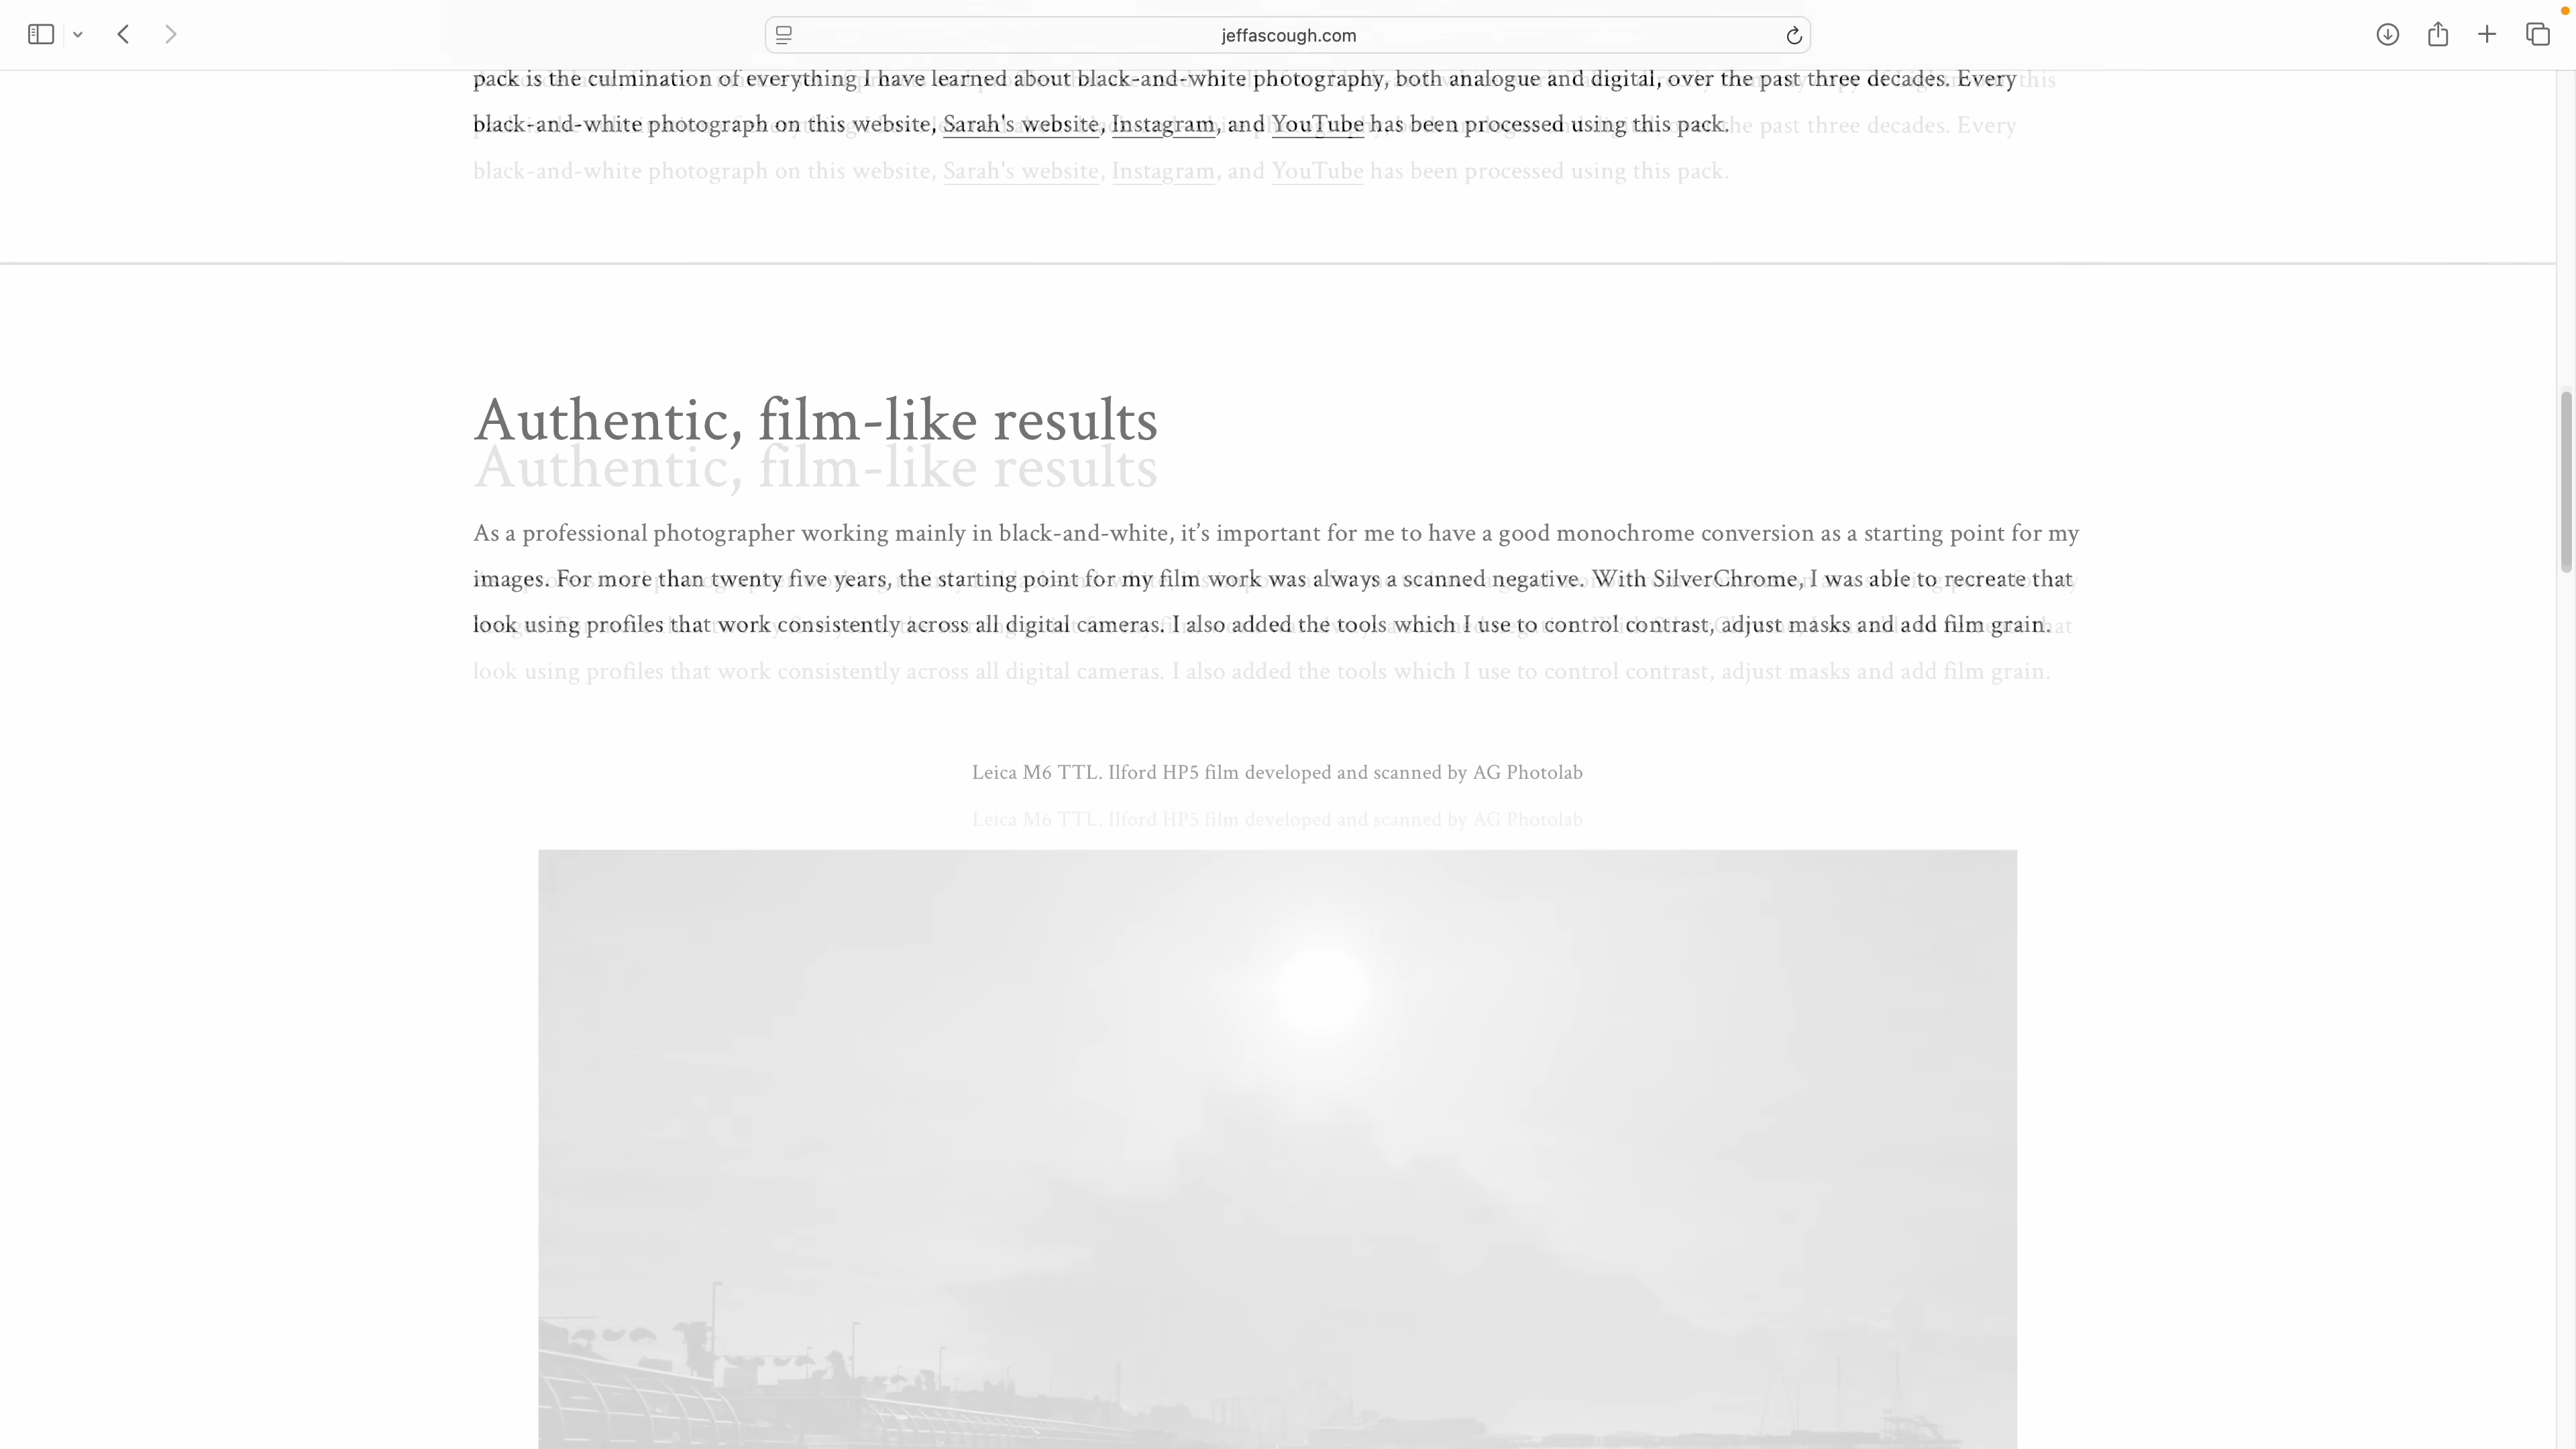 jeffascough.com
pack is the culmination of everything I have learned about black-and-white photography, both analogue and digital, over the past three decades. Every
black-and-white photograph on this website, Sarah's website, Instagram, and YouTube has been processed using this pack.
black-and-white photograph on this website, Sarah's website, Instagram, and YouTube has been processed using this pack.
Authentic, film-like results
Authentic, film-like results
As a professional photographer working mainly in black-and-white, it’s important for me to have a good monochrome conversion as a starting point for my
images. For more than twenty five years, the starting point for my film work was always a scanned negative. With SilverChrome, I was able to recreate that
look using profiles that work consistently across all digital cameras. I also added the tools which I use to control contrast, adjust masks and add film grain.
look using profiles that work consistently across all digital cameras. I also added the tools which I use to control contrast, adjust masks and add film grain.
Leica M6 TTL. Ilford HP5 film developed and scanned by AG Photolab
Leica M6 TTL. Ilford HP5 film developed and scanned by AG Photolab